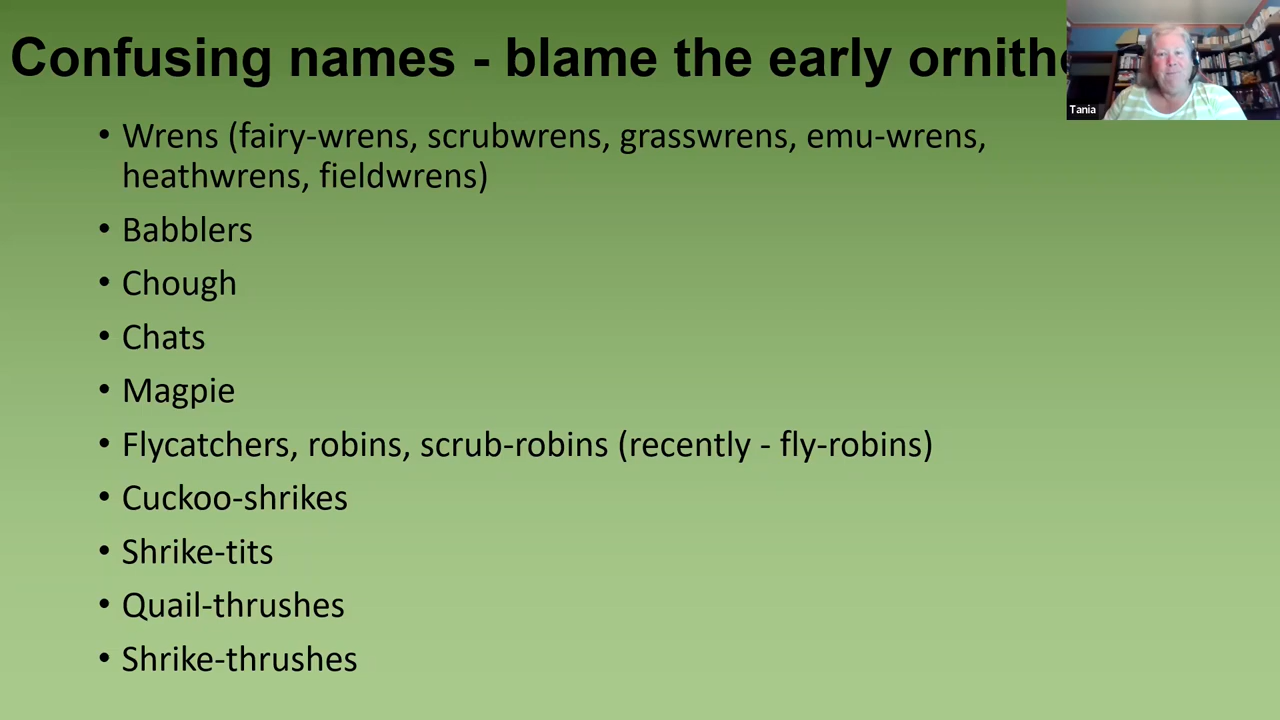 Confusing names - blame the early
Tania
• Wrens (fairy-wrens, scrubwrens, grasswrens, emu-wrens,
heathwrens, fieldwrens)
• Babblers
• Chough
• Chats
• Magpie
• Flycatchers, robins, scrub-robins (recently - fly-robins)
• Cuckoo-shrikes
• Shrike-tits
• Quail-thrushes
• Shrike-thrushes